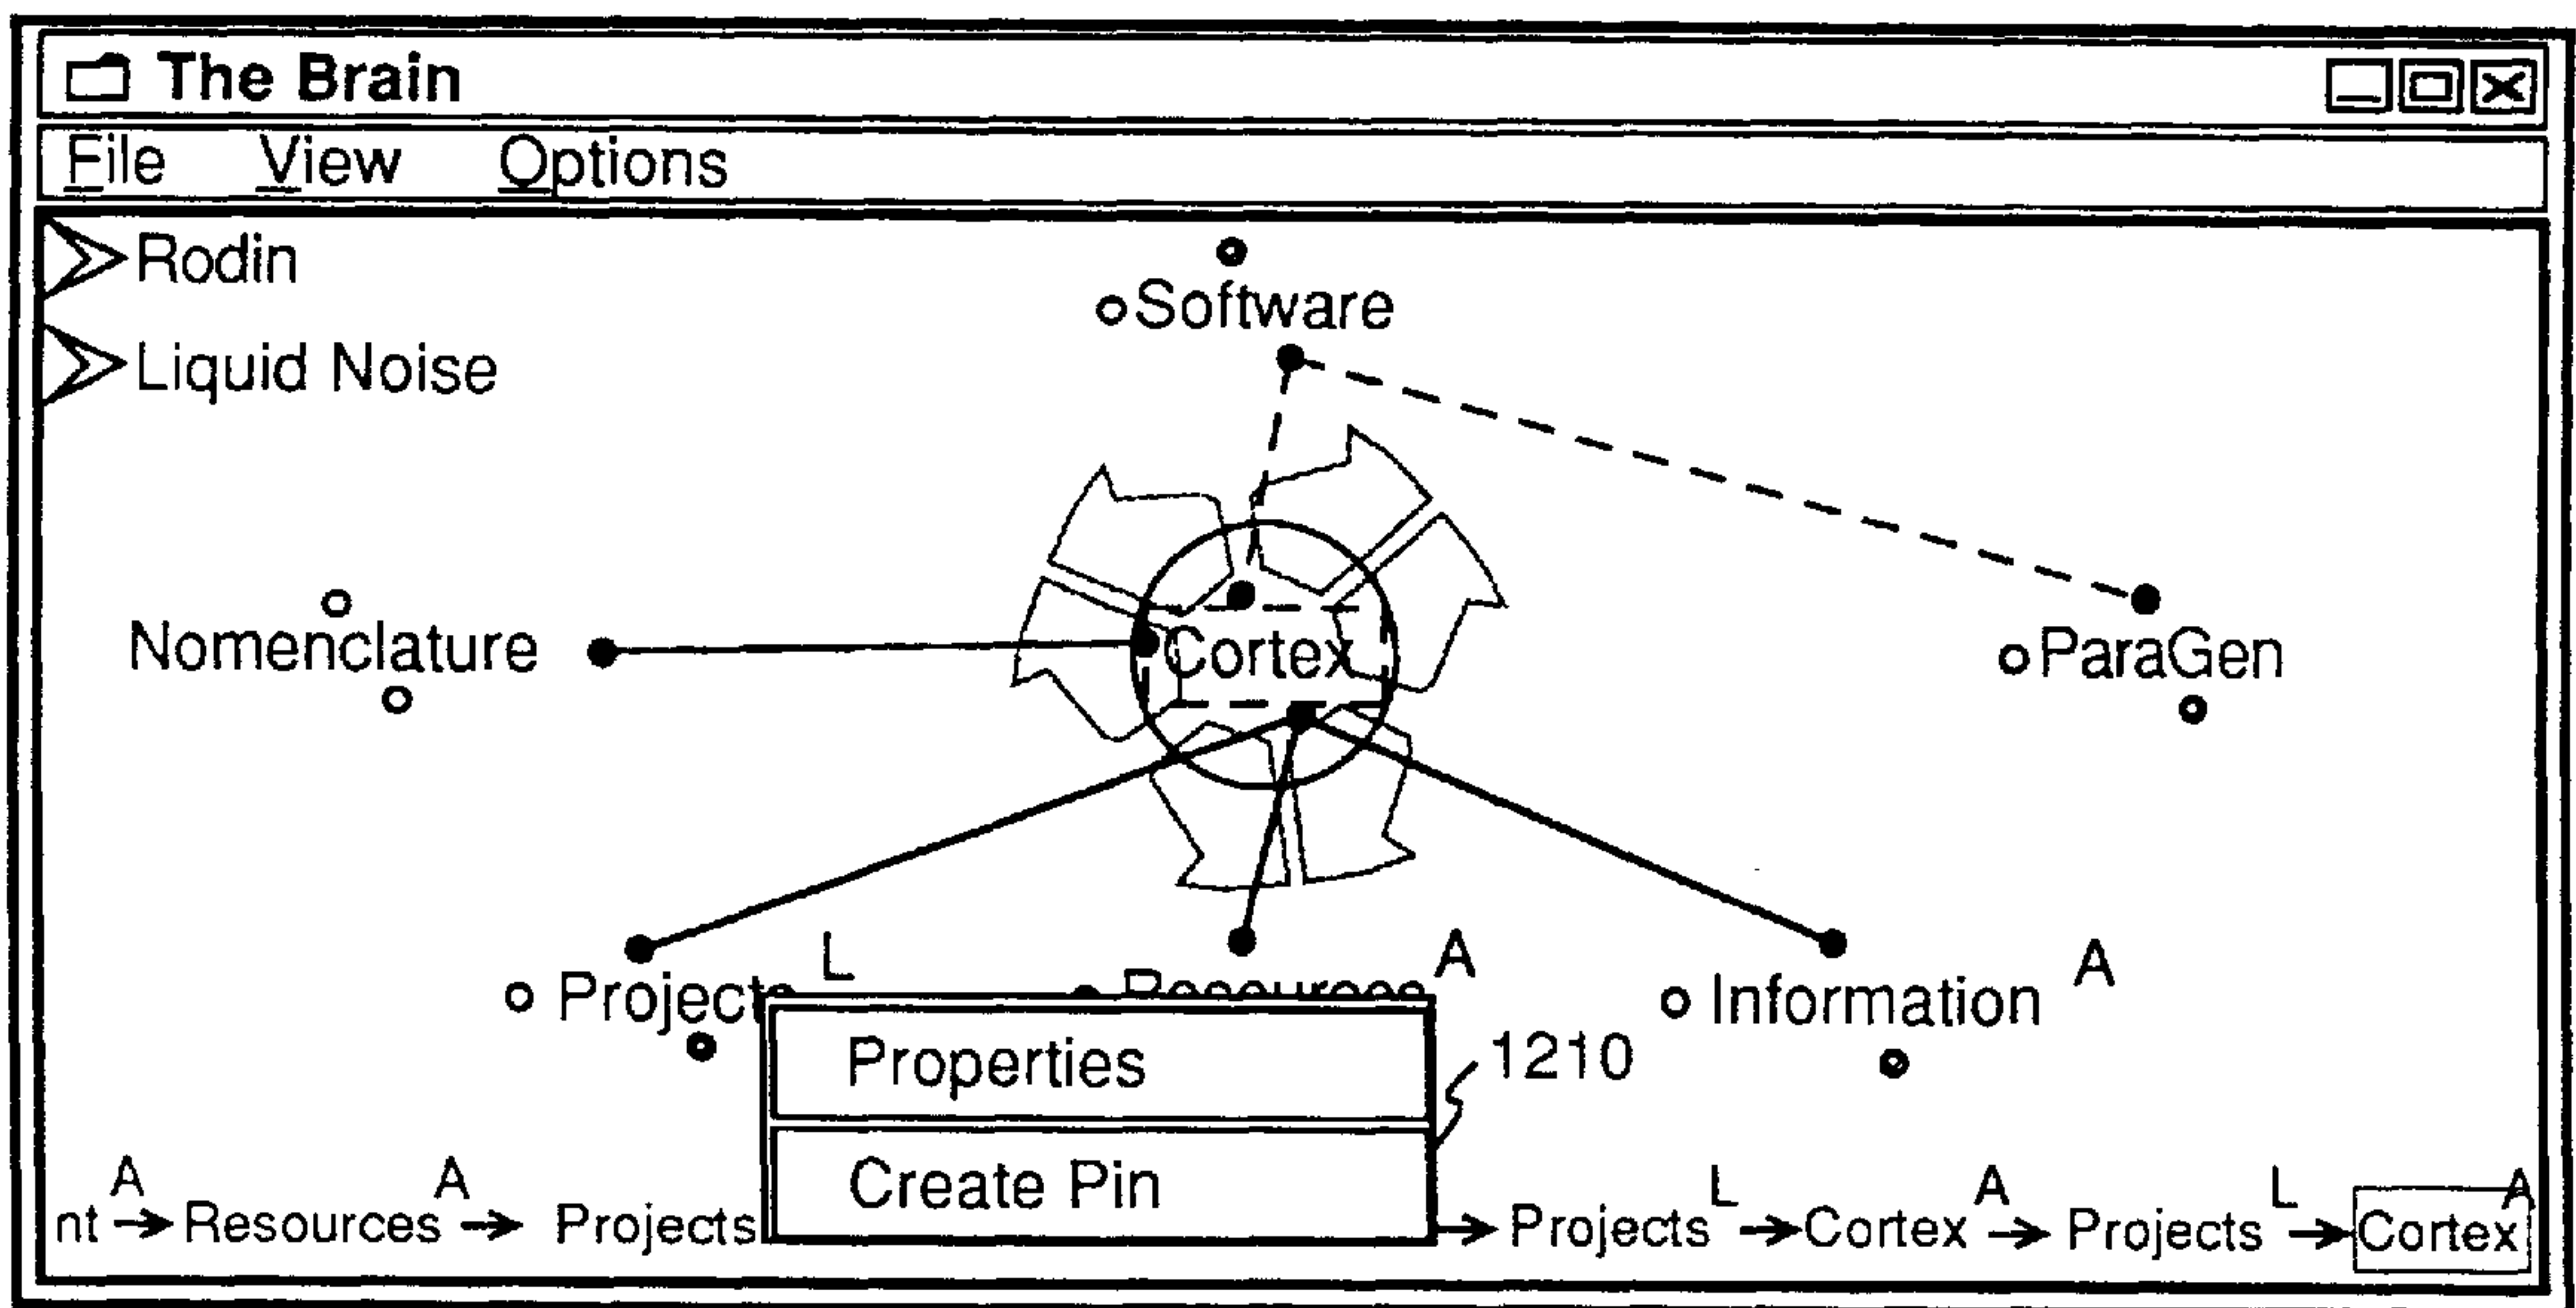 The Brain
File View Options
Rodin
Software
Liquid Noise
Nomenclature
Cortex
ParaGen
Projects L
Resources A
Information A
Properties
1210
Create Pin
nt A → Resources A → Projects → Projects L → Cortex A → Projects L → Cortex A